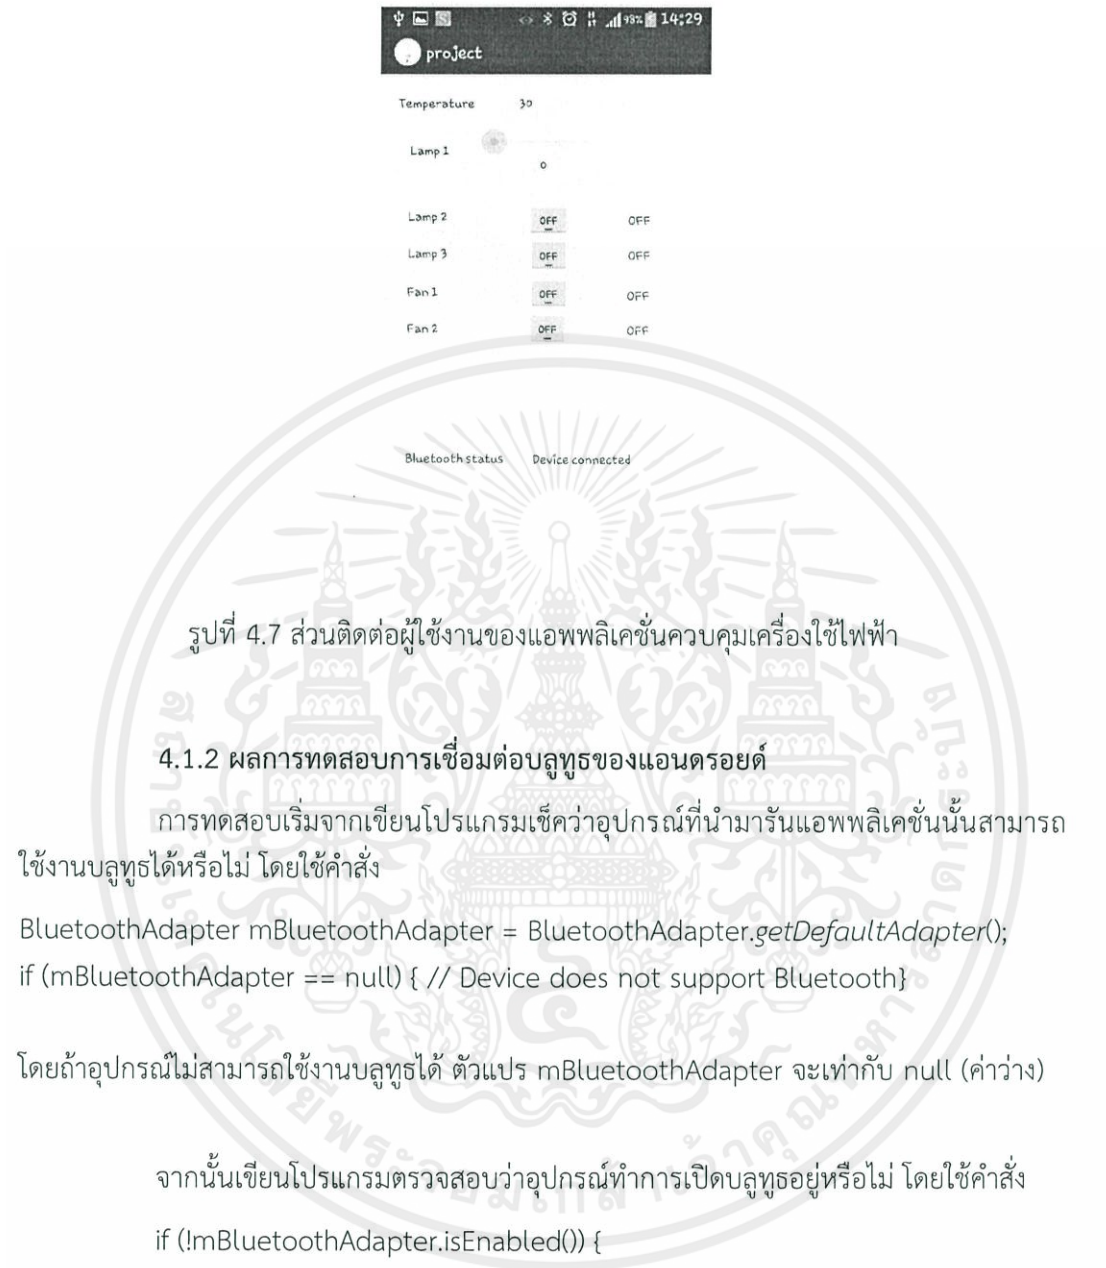 93% 14:29
project
Temperature 30
Lamp 1
0
Lamp 2 OFF OFF
Lamp 3 OFF OFF
Fan 1 OFF OFF
Fan 2 OFF OFF
Bluetooth status Device connected
รูปที่ 4.7 ส่วนติดต่อผู้ใช้งานของแอพพลิเคชั่นควบคุมเครื่องใช้ไฟฟ้า
4.1.2 ผลการทดสอบการเชื่อมต่อบลูทูธของแอนดรอยด์
การทดสอบเริ่มจากเขียนโปรแกรมเช็คว่าอุปกรณ์ที่นำมารันแอพพลิเคชั่นนั้นสามารถ
ใช้งานบลูทูธได้หรือไม่ โดยใช้คำสั่ง
BluetoothAdapter mBluetoothAdapter = BluetoothAdapter.getDefaultAdapter();
if (mBluetoothAdapter == null) { // Device does not support Bluetooth}
โดยถ้าอุปกรณ์ไม่สามารถใช้งานบลูทูธได้ ตัวแปร mBluetoothAdapter จะเท่ากับ null (ค่าว่าง)
จากนั้นเขียนโปรแกรมตรวจสอบว่าอุปกรณ์ทำการเปิดบลูทูธอยู่หรือไม่ โดยใช้คำสั่ง
if (!mBluetoothAdapter.isEnabled()) {